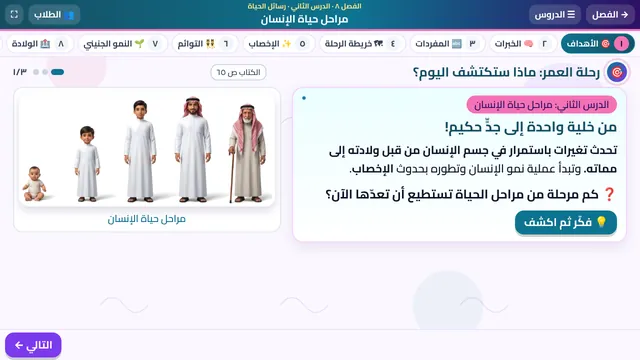 الفصل ٨ · الدرس الثاني · رسائل الحياة
مراحل حياة الإنسان
→ الفصل
☰ الدروس
👥 الطلاب
١ 🎯 الأهداف
٢ 🧠 الخبرات
٣ 🔤 المفردات
٤ 🗺 خريطة الرحلة
٥ ✨ الإخصاب
٦ 👯 التوائم
٧ 🌱 النمو الجنيني
٨ 👶 الولادة
رحلة العمر: ماذا ستكتشف اليوم؟
الكتاب ص ٦٥
١/٣
الدرس الثاني: مراحل حياة الإنسان
من خلية واحدة إلى جدٍّ حكيم!
تحدث تغيرات باستمرار في جسم الإنسان من قبل ولادته إلى
مماته. وتبدأ عملية نمو الإنسان وتطوره بحدوث الإخصاب.
❓ كم مرحلة من مراحل الحياة تستطيع أن تعدّها الآن؟
💡 فكّر ثم اكشف
مراحل حياة الإنسان
التالي ←